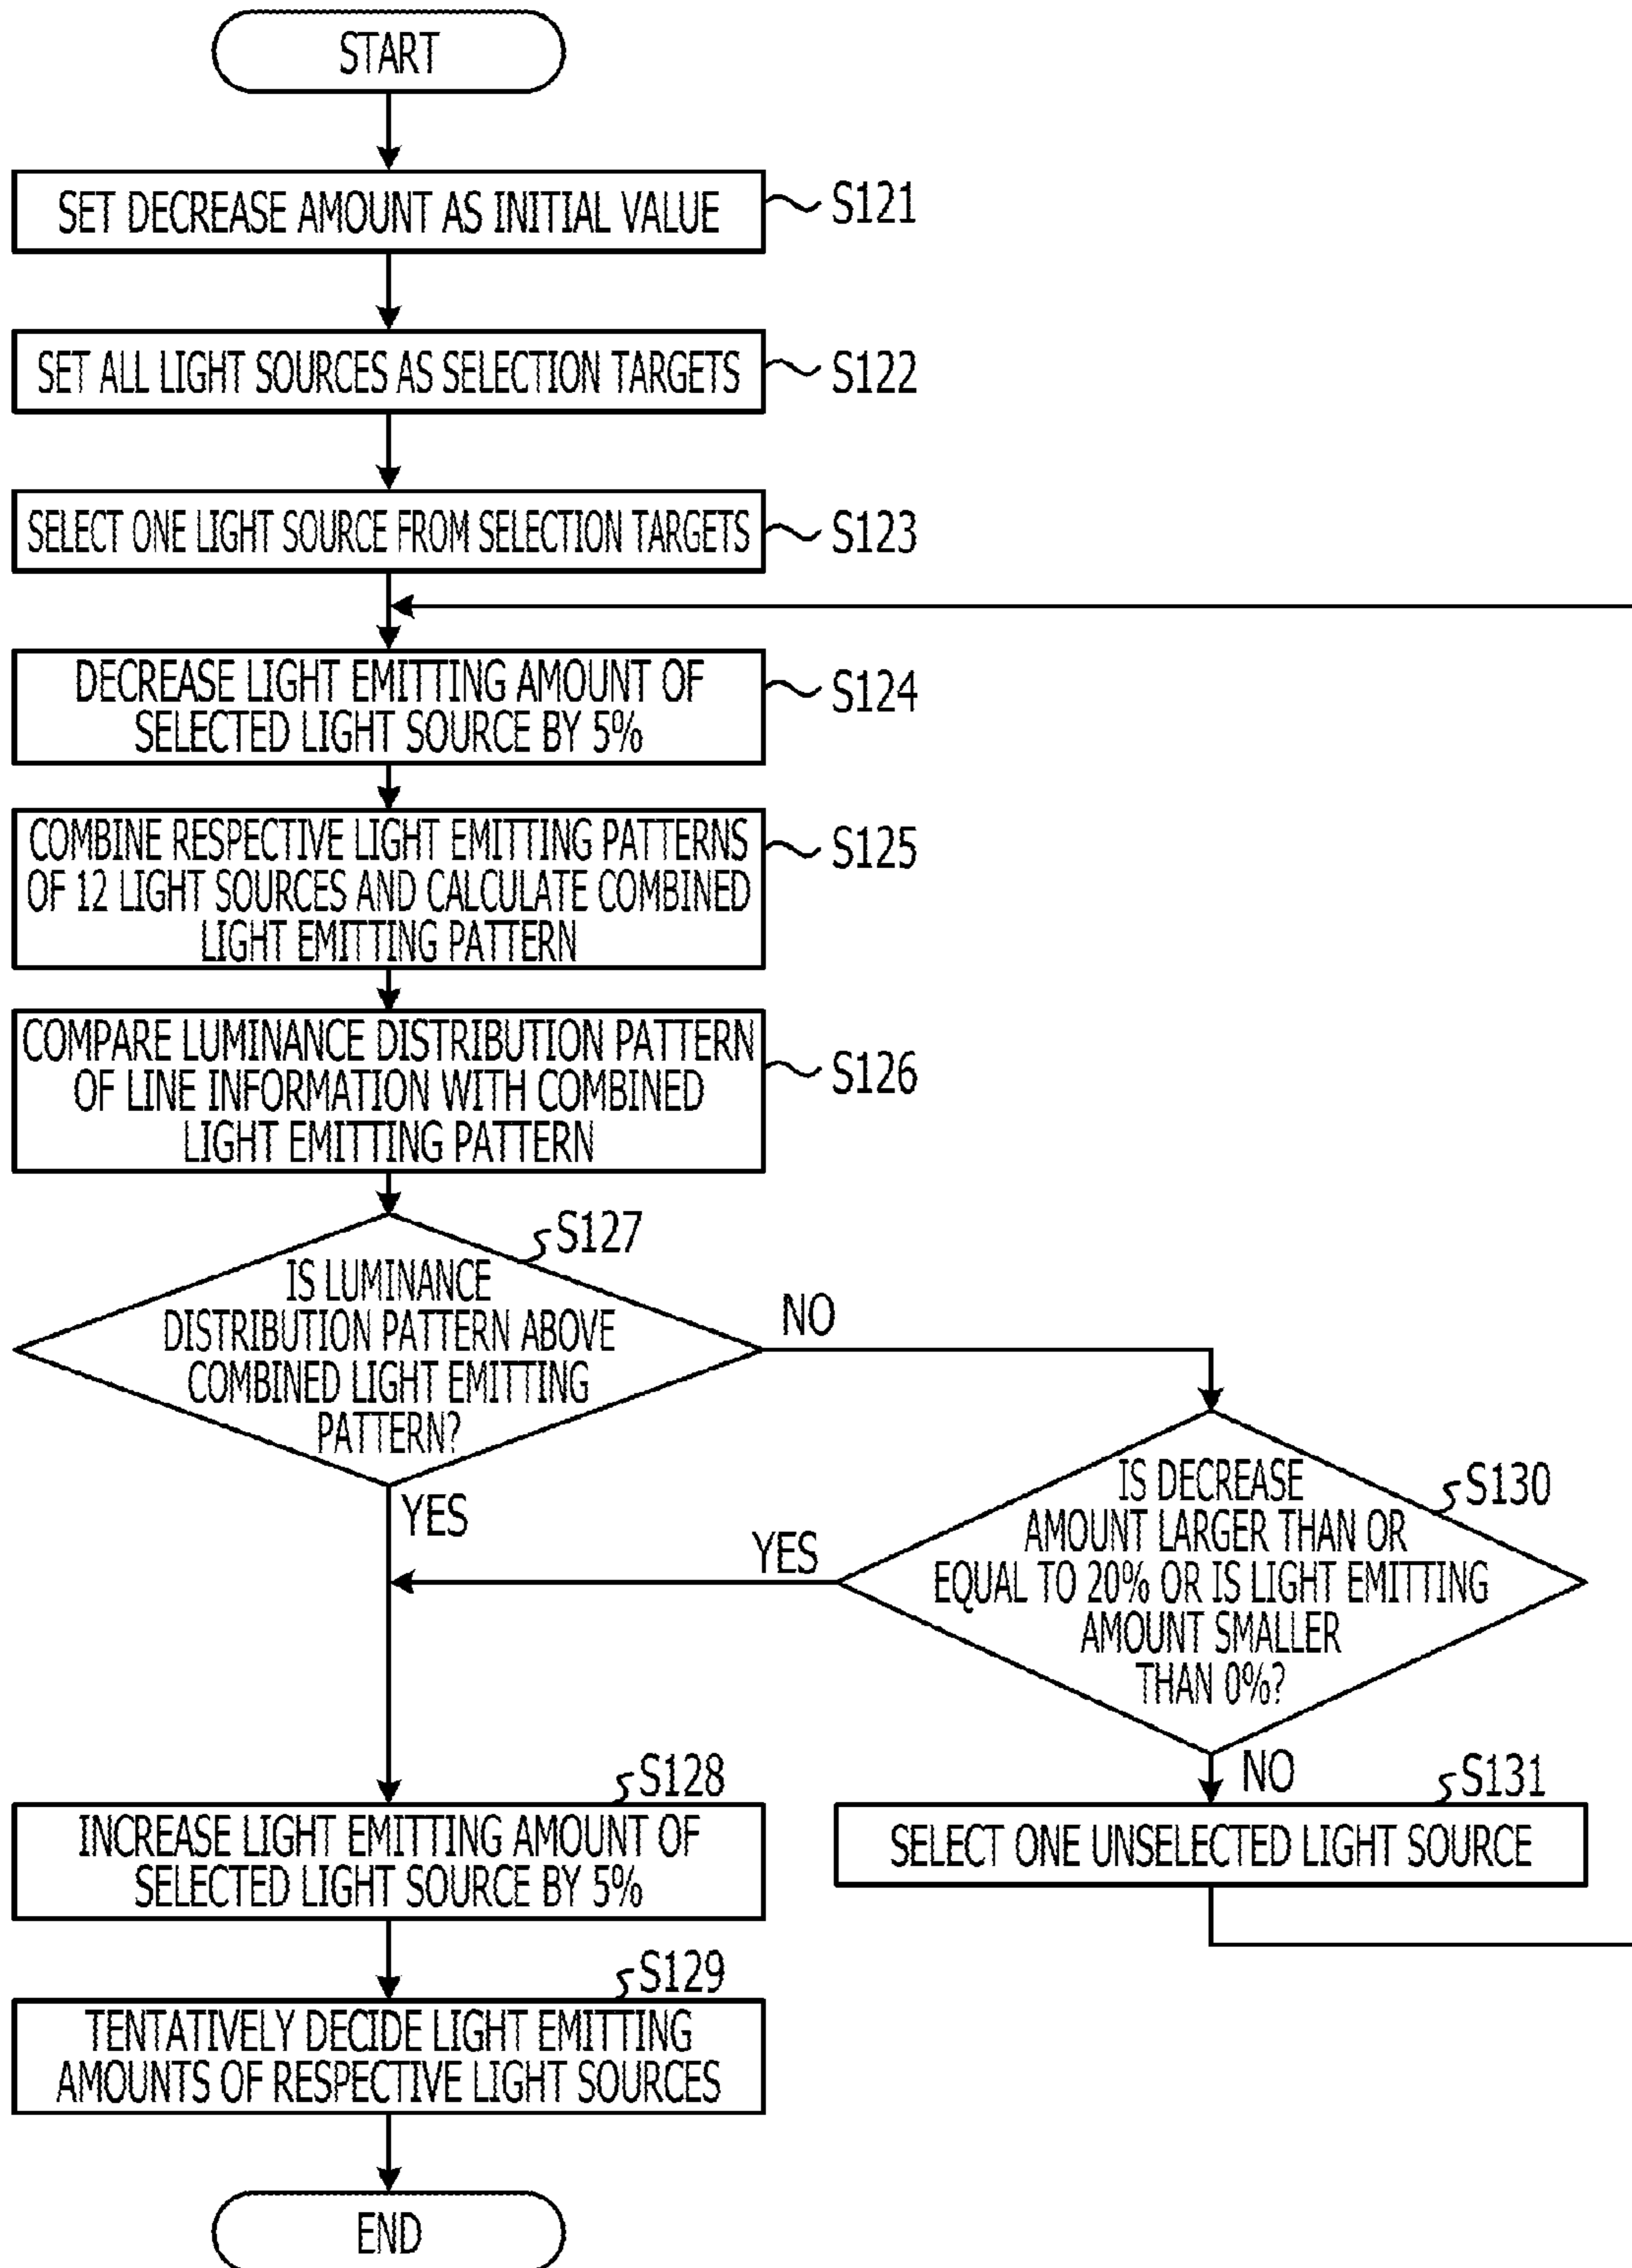 START
SET DECREASE AMOUNT AS INITIAL VALUE
S121
SET ALL LIGHT SOURCES AS SELECTION TARGETS
S122
SELECT ONE LIGHT SOURCE FROM SELECTION TARGETS
S123
DECREASE LIGHT EMITTING AMOUNT OF
SELECTED LIGHT SOURCE BY 5%
S124
COMBINE RESPECTIVE LIGHT EMITTING PATTERNS
OF 12 LIGHT SOURCES AND CALCULATE COMBINED
LIGHT EMITTING PATTERN
S125
COMPARE LUMINANCE DISTRIBUTION PATTERN
OF LINE INFORMATION WITH COMBINED
LIGHT EMITTING PATTERN
S126
S127
IS LUMINANCE
DISTRIBUTION PATTERN ABOVE
COMBINED LIGHT EMITTING
PATTERN?
NO
YES
S130
IS DECREASE
AMOUNT LARGER THAN OR
EQUAL TO 20% OR IS LIGHT EMITTING
AMOUNT SMALLER
THAN 0%?
YES
NO
S128
INCREASE LIGHT EMITTING AMOUNT OF
SELECTED LIGHT SOURCE BY 5%
S131
SELECT ONE UNSELECTED LIGHT SOURCE
S129
TENTATIVELY DECIDE LIGHT EMITTING
AMOUNTS OF RESPECTIVE LIGHT SOURCES
END